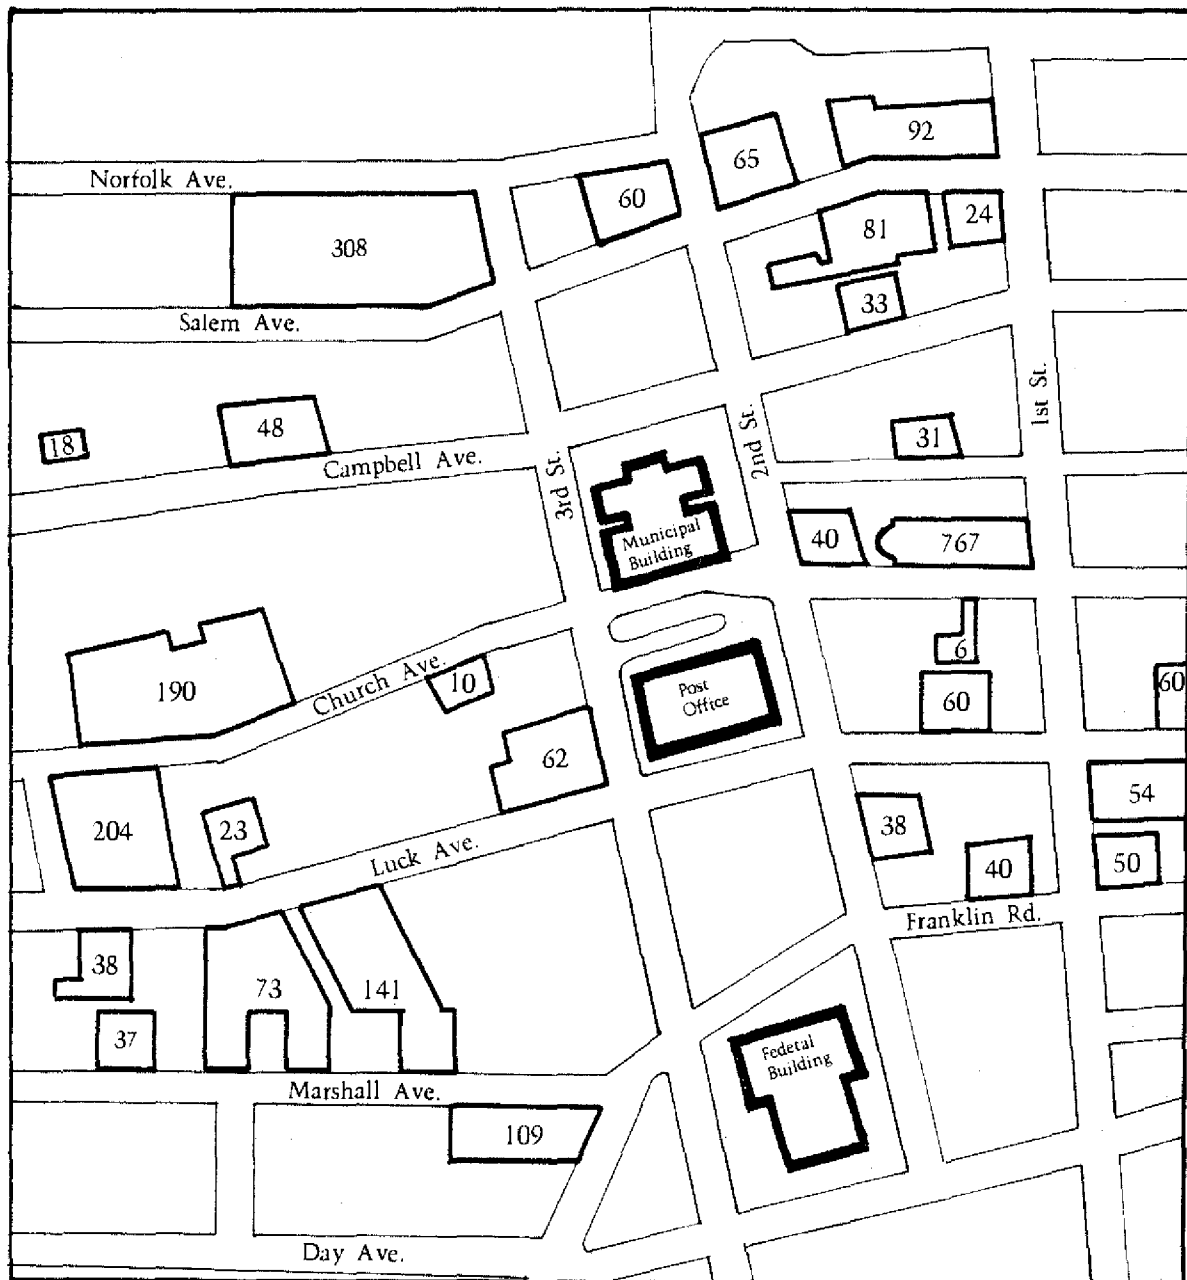 92
65
Norfolk Ave.
60
24
81
308
33
Salem Ave.
1st St.
48
2nd St.
31
18
Campbell Ave.
3rd St.
Municipal
Building
40
767
6
Church Ave.
10
190
Post
Office
60
60
62
54
204
23
38
Luck Ave.
40
50
Franklin Rd.
38
73
141
37
Fedetal
Building
Marshall Ave.
109
Day Ave.